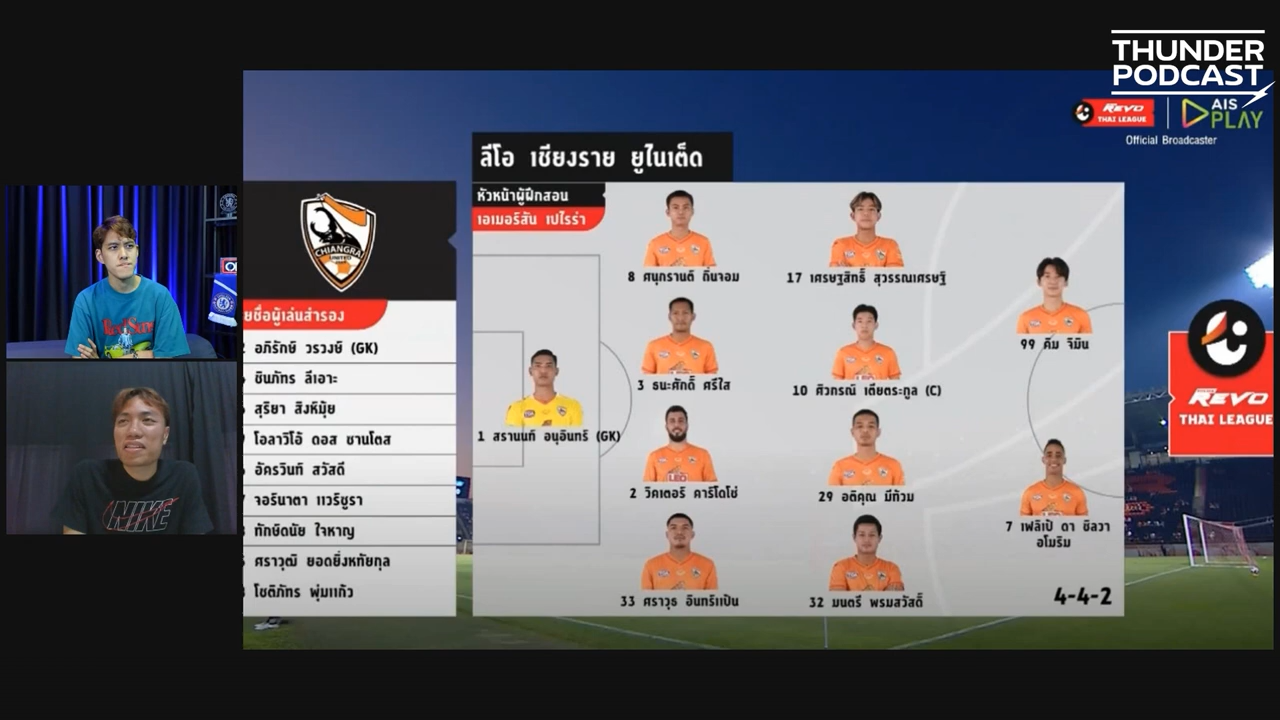 THUNDER
PODCAST
REVO
THAI LEAGUE
AIS
PLAY
Official Broadcaster
ลีโอ เชียงราย ยูไนเต็ด
หัวหน้าผู้ฝึกสอน
เอเมอร์สัน เปไรร่า
CHIANGRAI
UNITED
ยชื่อผู้เล่นสำรอง
อภิรักษ์ วรวงษ์ (GK)
ชินภัทร ลีเอาะ
สุริยา สิงห์มุ้ย
โอลาวิโอ้ ดอส ซานโตส
อัครวินท์ สวัสดี
จอร์นาตา แวร์ซูรา
ทักษ์ดนัย ใจหาญ
ศราวุฒิ ยอดยิ่งหทัยกุล
โชติภัทร พุ่มแก้ว
8 ศนุกรานต์ ถิ่นจอม
17 เศรษฐสิทธิ์ สุวรรณเศรษฐ์
99 คิม จิมิน
3 ธนะศักดิ์ ศรีใส
10 ศิวกรณ์ เตียตระกูล (C)
1 สรานนท์ อนุอินทร์ (GK)
2 วิคเตอร์ คาร์โดโซ่
29 อติคุณ มีท้วม
7 เฟลิเป้ ดา ซิลวา
อโมริม
33 ศราวุธ อินทร์แป้น
32 มนตรี พรมสวัสดิ์
4-4-2
REVO
THAI LEAGUE
NIKE